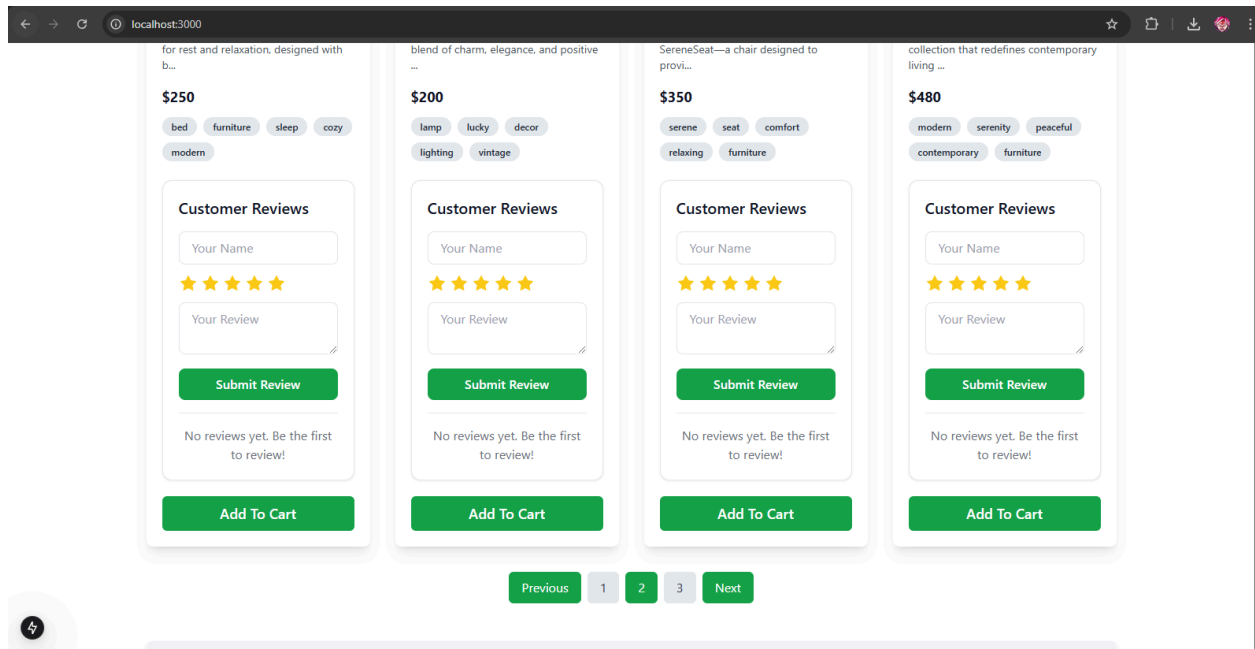 localhost:3000
for rest and relaxation, designed with
b...
$250
bed furniture sleep cozy
modern
Customer Reviews
Your Name
Your Review
Submit Review
No reviews yet. Be the first
to review!
Add To Cart
blend of charm, elegance, and positive
...
$200
lamp lucky decor
lighting vintage
Customer Reviews
Your Name
Your Review
Submit Review
No reviews yet. Be the first
to review!
Add To Cart
SereneSeat—a chair designed to
provi...
$350
serene seat comfort
relaxing furniture
Customer Reviews
Your Name
Your Review
Submit Review
No reviews yet. Be the first
to review!
Add To Cart
collection that redefines contemporary
living ...
$480
modern serenity peaceful
contemporary furniture
Customer Reviews
Your Name
Your Review
Submit Review
No reviews yet. Be the first
to review!
Add To Cart
Previous 1 2 3 Next